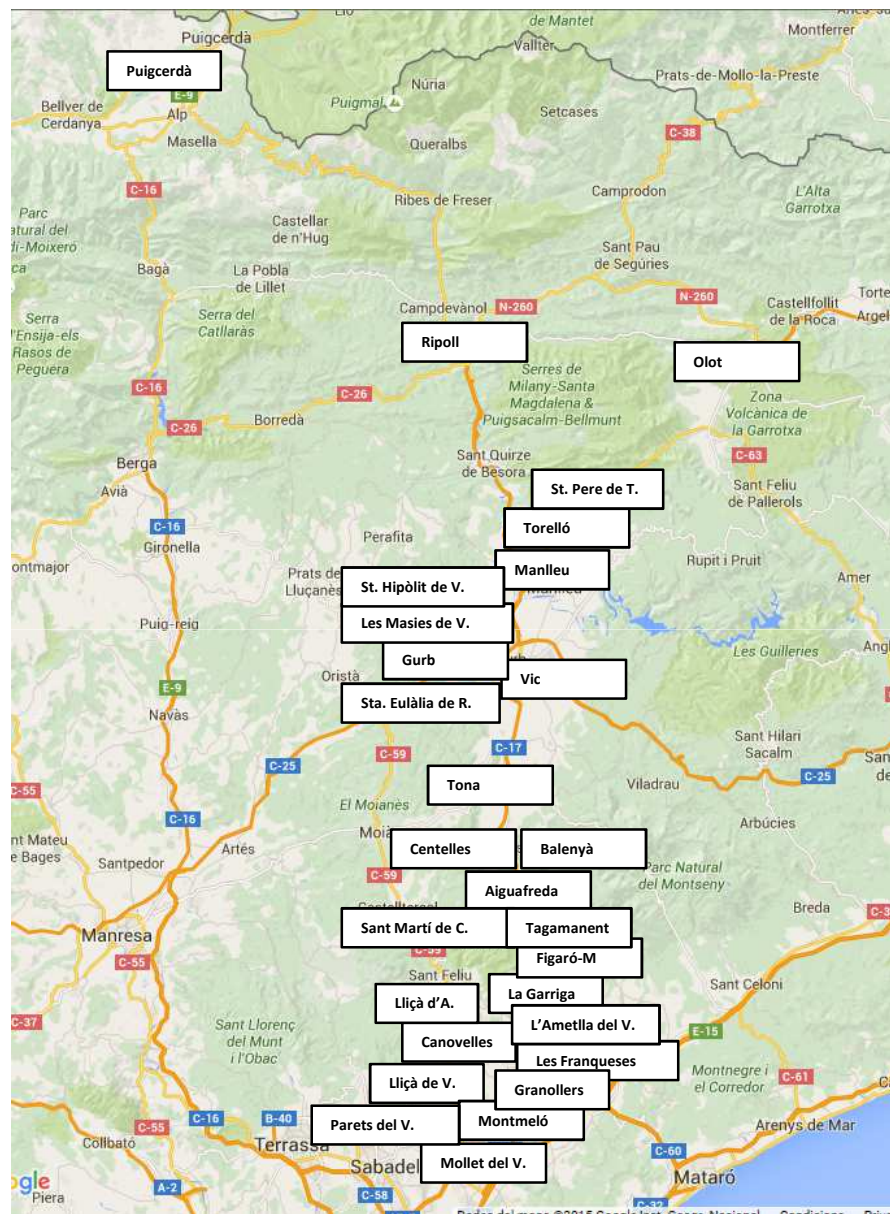 Puigcerdà
Montferrer
de Mantet
Vallter
Puigcerdà
Núria
Prats-de-Mollo-la-Preste
E-9
Puigmal
Bellver de
Cerdanya
Alp
Setcases
Masella
Queralbs
C-38
C-16
Ribes de Freser
Camprodon
L'Alta
Garrotxa
Parc
Castellar
de n'Hug
Sant Pau
de Segúries
Bagà
La Pobla
de Lillet
N-260
Campdevànol
N-260
Castellfollit
de la Roca
Serra
d'Ensija-els
Rasos de
Peguera
Serra del
Catllaràs
Ripoll
Olot
Serres de
Milany-Santa
Magdalena &
Puigsacalm-Bellmunt
C-16
C-26
Zona
Volcànica de
la Garrotxa
C-26
Borredà
Berga
Sant Quirze
de Besora
C-63
Avià
St. Pere de T.
Sant Feliu
de Pallerols
C-16
Gironella
Perafita
Torelló
Rupit i Pruit
Manlleu
Prats de
Lluçanès
St. Hipòlit de V.
Amer
Puig-reig
Les Masies de V.
Les Guilleries
Gurb
Oristà
Vic
E-9
Sta. Eulàlia de R.
Navàs
C-59
C-17
Sant Hilari
Sacalm
C-25
C-25
C-55
Tona
Viladrau
El Moianès
C-16
Arbúcies
Artés
Santpedor
Centelles
Balenyà
C-59
Parc Natural
del Montseny
Aiguafreda
Breda
Manresa
Sant Martí de C.
Tagamanent
C-59
C-55
Figaró-M
Sant Feliu
Sant Celoni
La Garriga
Lliçà d'A.
C-37
Sant Llorenç
del Munt
i l'Obac
L'Ametlla del V.
E-15
Canovelles
Les Franqueses
Montnegre i
el Corredor
C-61
Lliçà de V.
Granollers
C-16
B-40
C-55
Parets del V.
Montmeló
Arenys de Mar
Collbató
Terrassa
C-60
Sabadel
Mollet del V.
Mataró
Piera
A-2
C-58
C-32